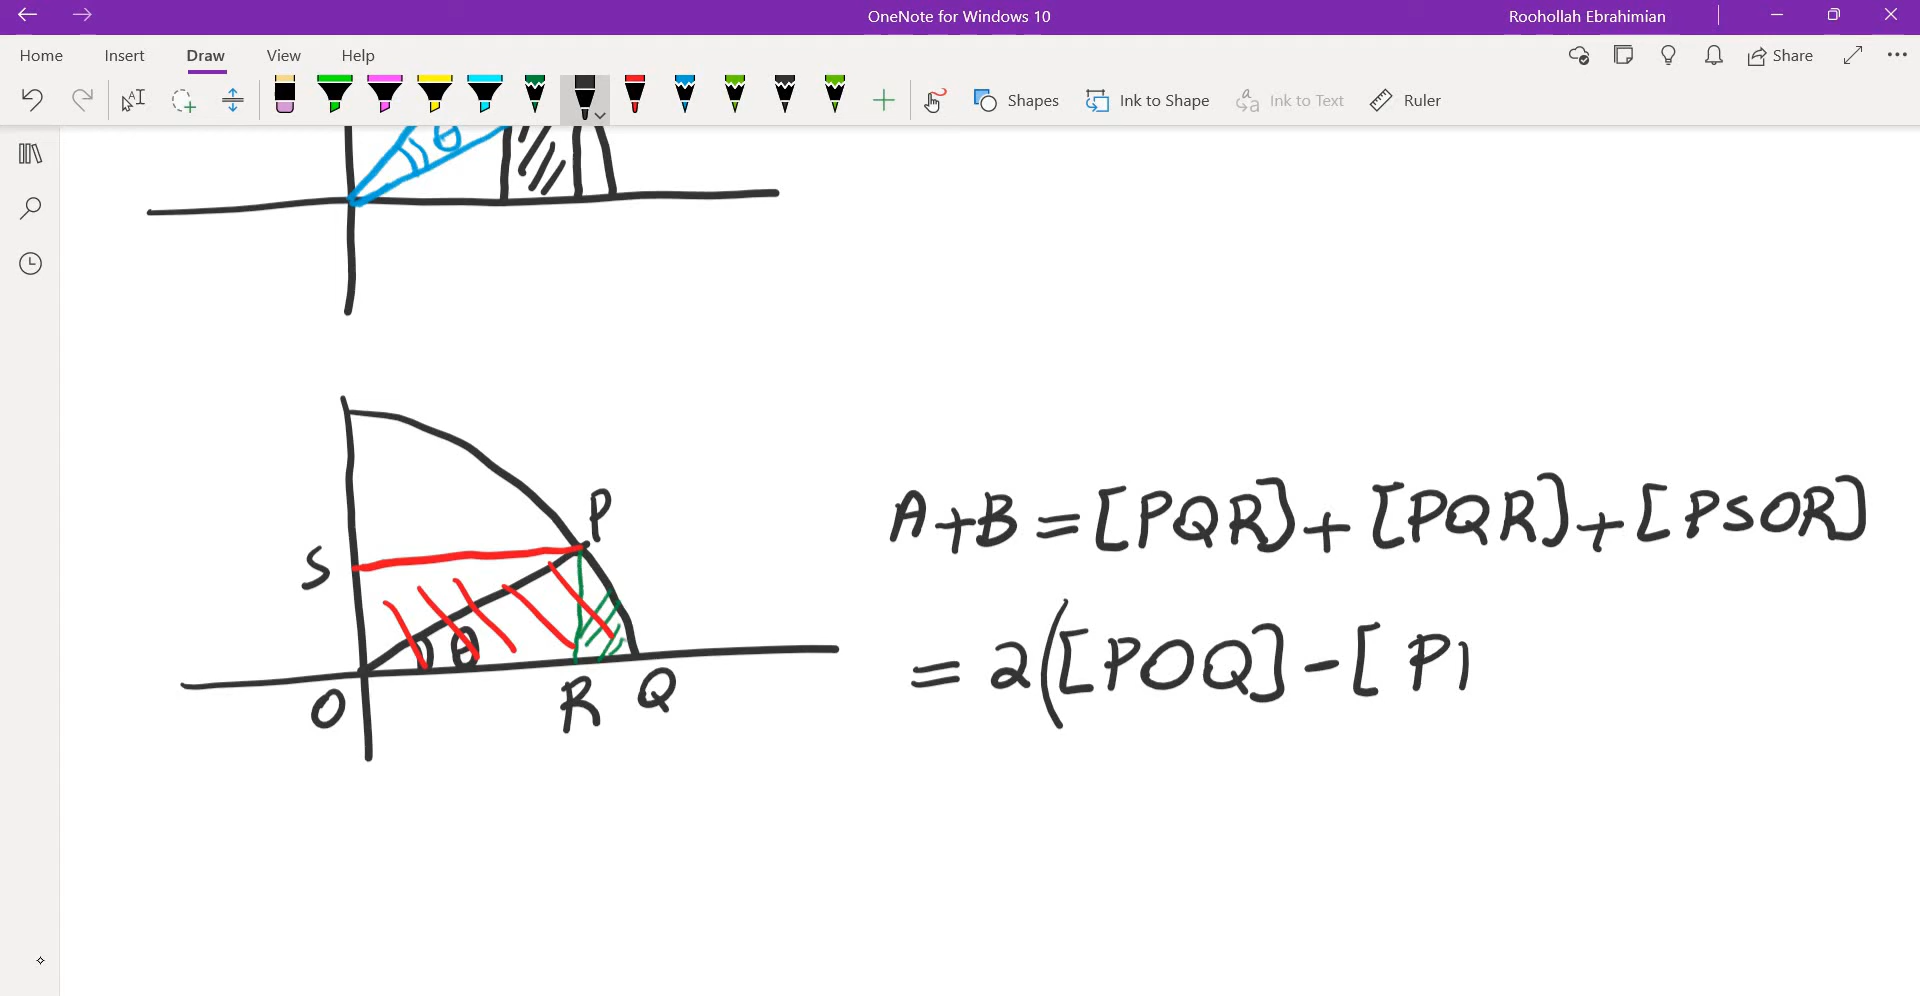 OneNote for Windows 10
Roohollah Ebrahimian
Home Insert Draw View Help
Share
Shapes Ink to Shape Ink to Text Ruler
θ
P
S
θ
O R Q
A+B = [PQR] + [PQR] + [PSOR]
= 2([POQ] - [P